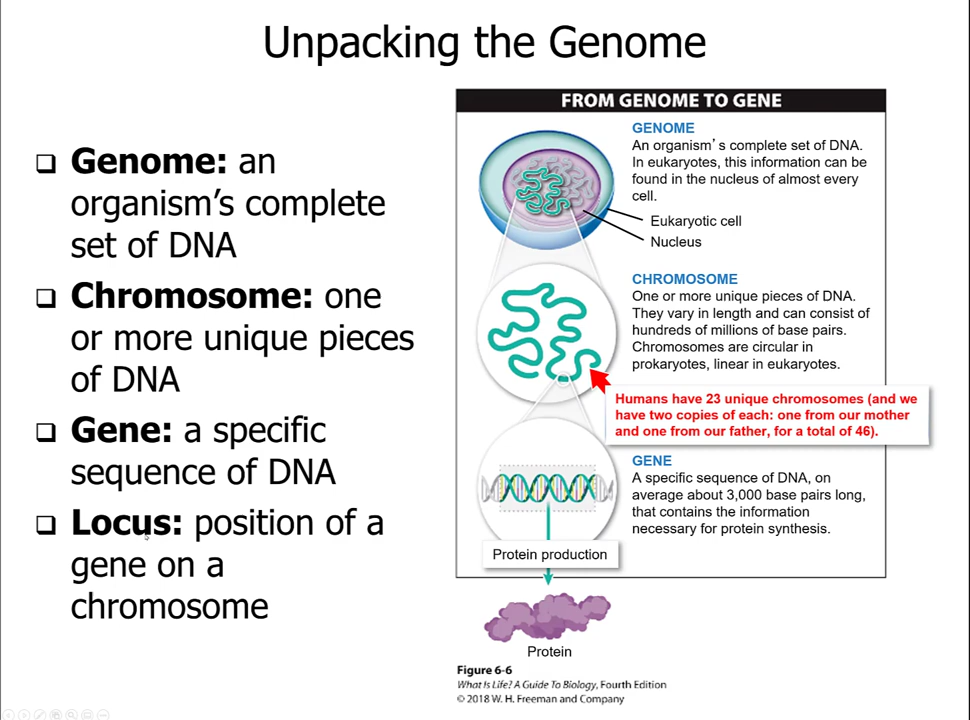 Unpacking the Genome
Genome: an
organism's complete
set of DNA
Chromosome: one
or more unique pieces
of DNA
Gene: a specific
sequence of DNA
Locus: position of a
gene on a
chromosome
FROM GENOME TO GENE
GENOME
An organism's complete set of DNA.
In eukaryotes, this information can be
found in the nucleus of almost every
cell.
Eukaryotic cell
Nucleus
CHROMOSOME
One or more unique pieces of DNA.
They vary in length and can consist of
hundreds of millions of base pairs.
Chromosomes are circular in
prokaryotes, linear in eukaryotes.
Humans have 23 unique chromosomes (and we
have two copies of each: one from our mother
and one from our father, for a total of 46).
GENE
A specific sequence of DNA, on
average about 3,000 base pairs long,
that contains the information
necessary for protein synthesis.
Protein production
Protein
Figure 6-6
What Is Life? A Guide To Biology, Fourth Edition
© 2018 W. H. Freeman and Company